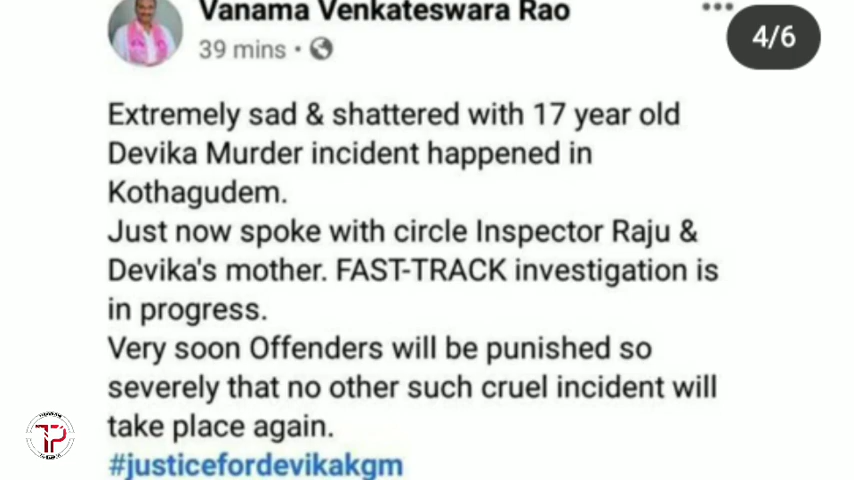 Vanama Venkateswara Rao
39 mins •
4/6
Extremely sad & shattered with 17 year old
Devika Murder incident happened in
Kothagudem.
Just now spoke with circle Inspector Raju &
Devika's mother. FAST-TRACK investigation is
in progress.
Very soon Offenders will be punished so
severely that no other such cruel incident will
take place again.
#justicefordevikakgm
TP